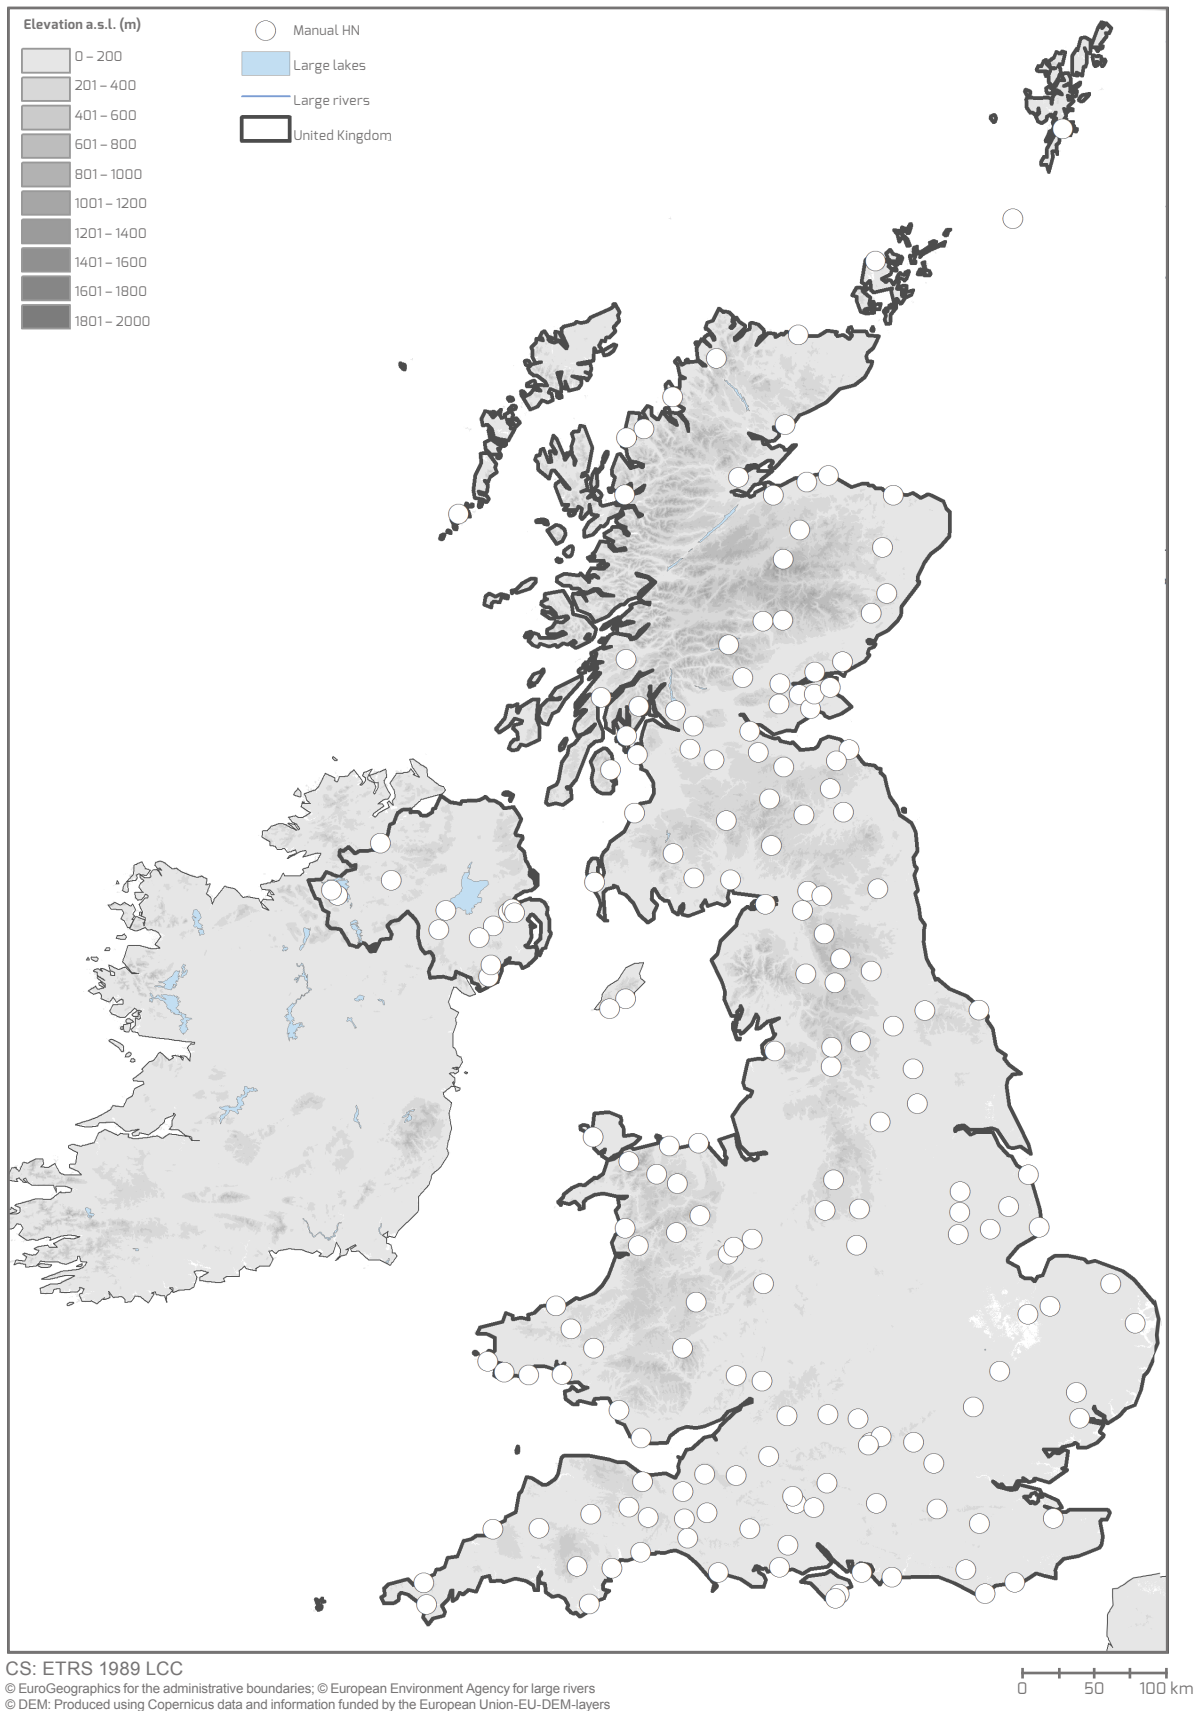 Elevation a.s.l. (m)
0 – 200
201 – 400
401 – 600
601 – 800
801 – 1000
1001 – 1200
1201 – 1400
1401 – 1600
1601 – 1800
1801 – 2000
Manual HN
Large lakes
Large rivers
United Kingdom
CS: ETRS 1989 LCC
© EuroGeographics for the administrative boundaries; © European Environment Agency for large rivers
© DEM: Produced using Copernicus data and information funded by the European Union-EU-DEM-layers
0 50 100 km